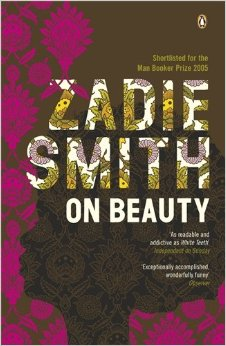 Shortlisted for the
Man Booker Prize 2005
ZADIE
SMITH
ON BEAUTY
'As readable and
addictive as White Teeth'
Independent on Sunday
'Exceptionally accomplished,
wonderfully funny'
Observer